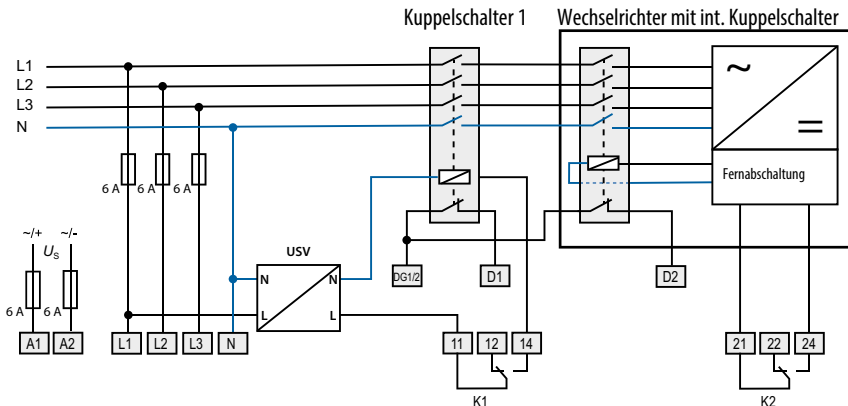 Kuppelschalter 1 Wechselrichter mit int. Kuppelschalter
L1
L2
L3
N
~
=
6 A 6 A 6 A
Fernabschaltung
~/+ ~/-
Us
6 A 6 A
USV
N N
L L
DG1/2 D1 D2
A1 A2 L1 L2 L3 N 11 12 14 21 22 24
K1 K2